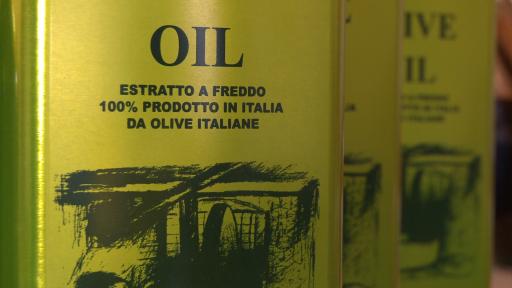 OIL
ESTRATTO A FREDDO
100% PRODOTTO IN ITALIA
DA OLIVE ITALIANE
IVE
IL